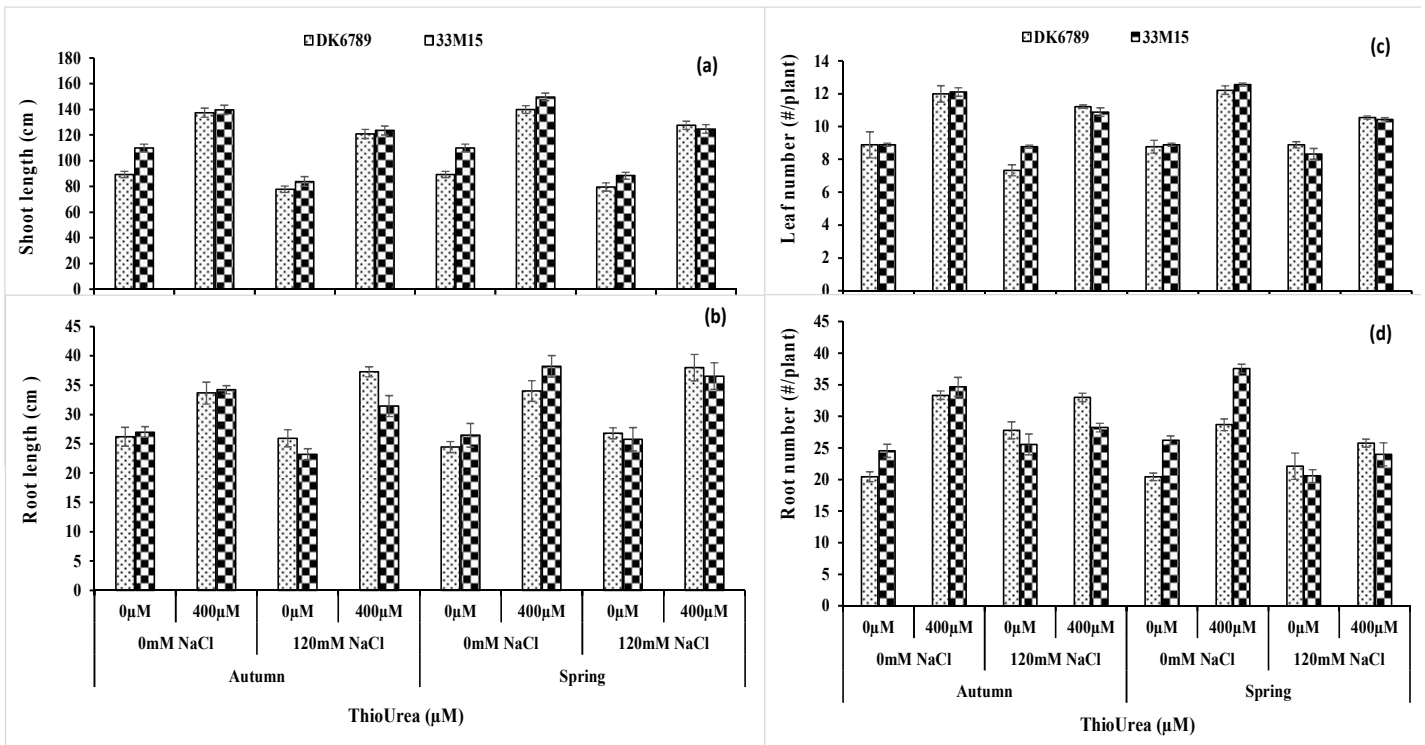 DK6789 33M15
(a)
Shoot length (cm )
180
160
140
120
100
80
60
40
20
0
(b)
Root length (cm )
45
40
35
30
25
20
15
10
5
0
0µM 400µM 0µM 400µM 0µM 400µM 0µM 400µM
0mM NaCl 120mM NaCl 0mM NaCl 120mM NaCl
Autumn Spring
ThioUrea (µM)
DK6789 33M15
(c)
Leaf number (#/plant)
14
12
10
8
6
4
2
0
(d)
Root number (#/plant)
45
40
35
30
25
20
15
10
5
0
0µM 400µM 0µM 400µM 0µM 400µM 0µM 400µM
0mM NaCl 120mM NaCl 0mM NaCl 120mM NaCl
Autumn Spring
ThioUrea (µM)